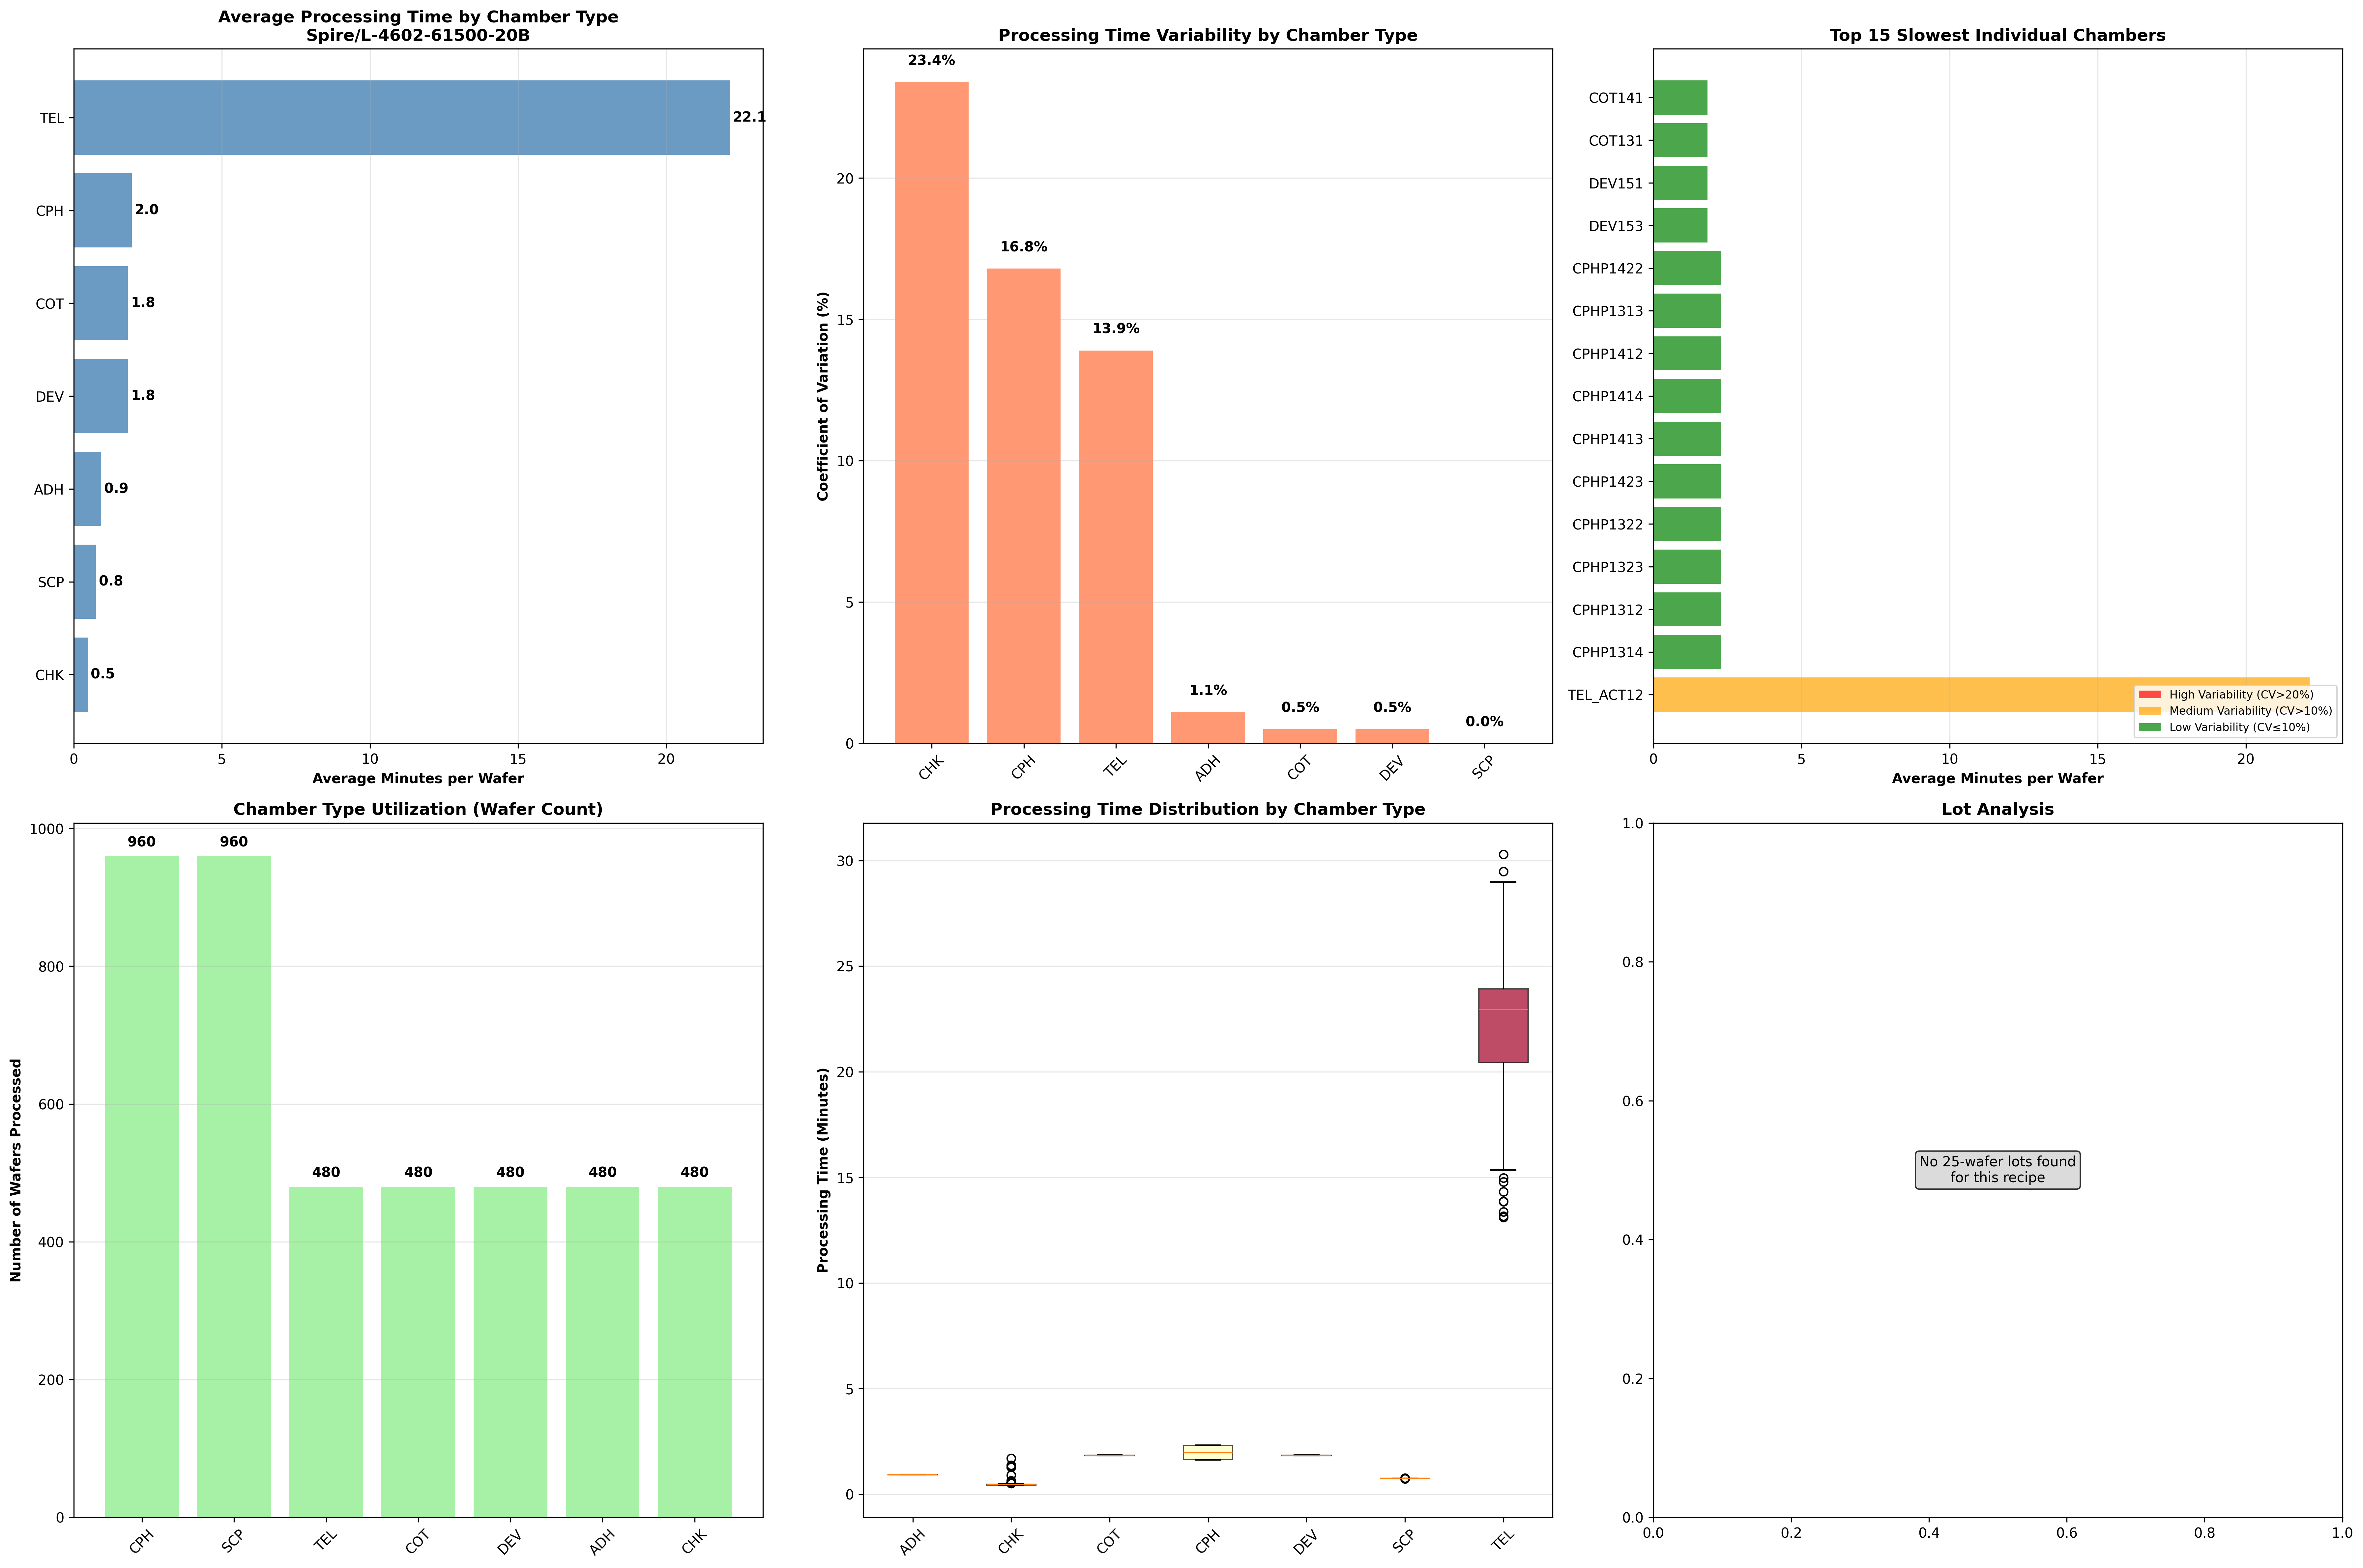 Average Processing Time by Chamber Type
Spire/L-4602-61500-20B
TEL
22.1
CPH
2.0
COT
1.8
DEV
1.8
ADH
0.9
SCP
0.8
CHK
0.5
0 5 10 15 20
Average Minutes per Wafer
Processing Time Variability by Chamber Type
Coefficient of Variation (%)
20
15
10
5
0
23.4%
16.8%
13.9%
1.1%
0.5%
0.5%
0.0%
CHK CPH TEL ADH COT DEV SCP
Top 15 Slowest Individual Chambers
COT141
COT131
DEV151
DEV153
CPHP1422
CPHP1313
CPHP1412
CPHP1414
CPHP1413
CPHP1423
CPHP1322
CPHP1323
CPHP1312
CPHP1314
TEL_ACT12
High Variability (CV>20%)
Medium Variability (CV>10%)
Low Variability (CV≤10%)
0 5 10 15 20
Average Minutes per Wafer
Chamber Type Utilization (Wafer Count)
Number of Wafers Processed
1000
800
600
400
200
0
960 960 480 480 480 480 480
CPH SCP TEL COT DEV ADH CHK
Processing Time Distribution by Chamber Type
Processing Time (Minutes)
30
25
20
15
10
5
0
ADH CHK COT CPH DEV SCP TEL
Lot Analysis
1.0
0.8
0.6
0.4
0.2
0.0
No 25-wafer lots found
for this recipe
0.0 0.2 0.4 0.6 0.8 1.0